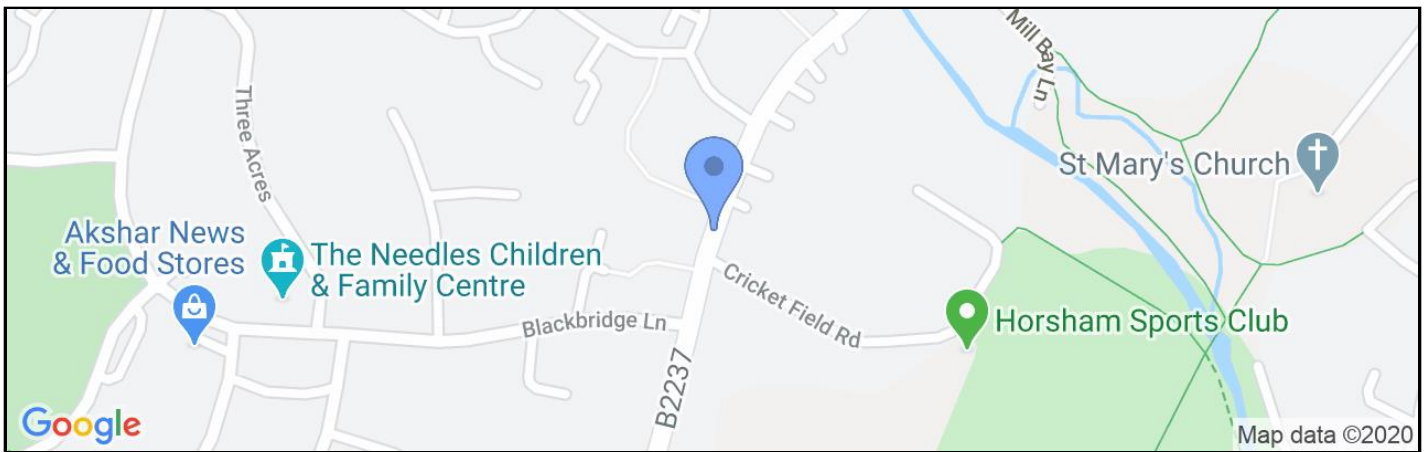 Mill Bay Ln
Three Acres
St Mary's Church
Akshar News
& Food Stores
The Needles Children
& Family Centre
Cricket Field Rd
Blackbridge Ln
Horsham Sports Club
B2237
Google
Map data ©2020